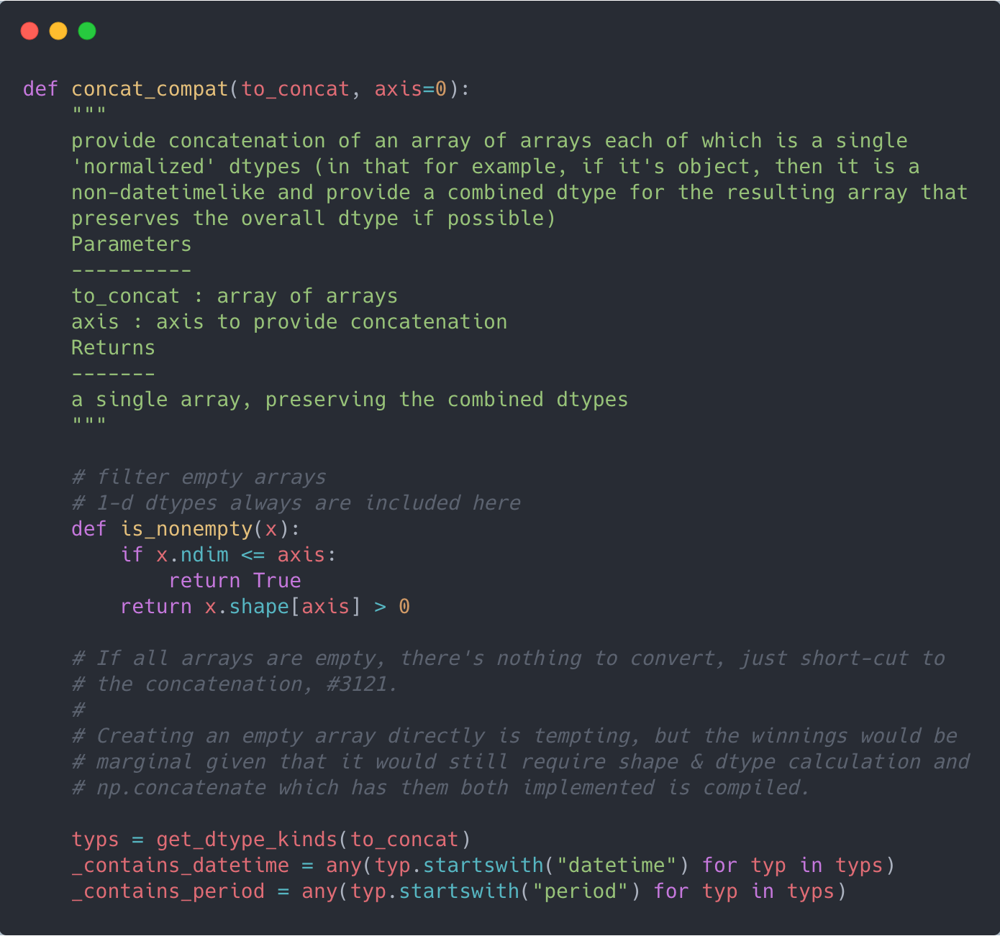 def concat_compat(to_concat, axis=0):
    """
    provide concatenation of an array of arrays each of which is a single
    'normalized' dtypes (in that for example, if it's object, then it is a
    non-datetimelike and provide a combined dtype for the resulting array that
    preserves the overall dtype if possible)
    Parameters
    ----------
    to_concat : array of arrays
    axis : axis to provide concatenation
    Returns
    -------
    a single array, preserving the combined dtypes
    """

    # filter empty arrays
    # 1-d dtypes always are included here
    def is_nonempty(x):
        if x.ndim <= axis:
            return True
        return x.shape[axis] > 0

    # If all arrays are empty, there's nothing to convert, just short-cut to
    # the concatenation, #3121.
    #
    # Creating an empty array directly is tempting, but the winnings would be
    # marginal given that it would still require shape & dtype calculation and
    # np.concatenate which has them both implemented is compiled.

    typs = get_dtype_kinds(to_concat)
    _contains_datetime = any(typ.startswith("datetime") for typ in typs)
    _contains_period = any(typ.startswith("period") for typ in typs)